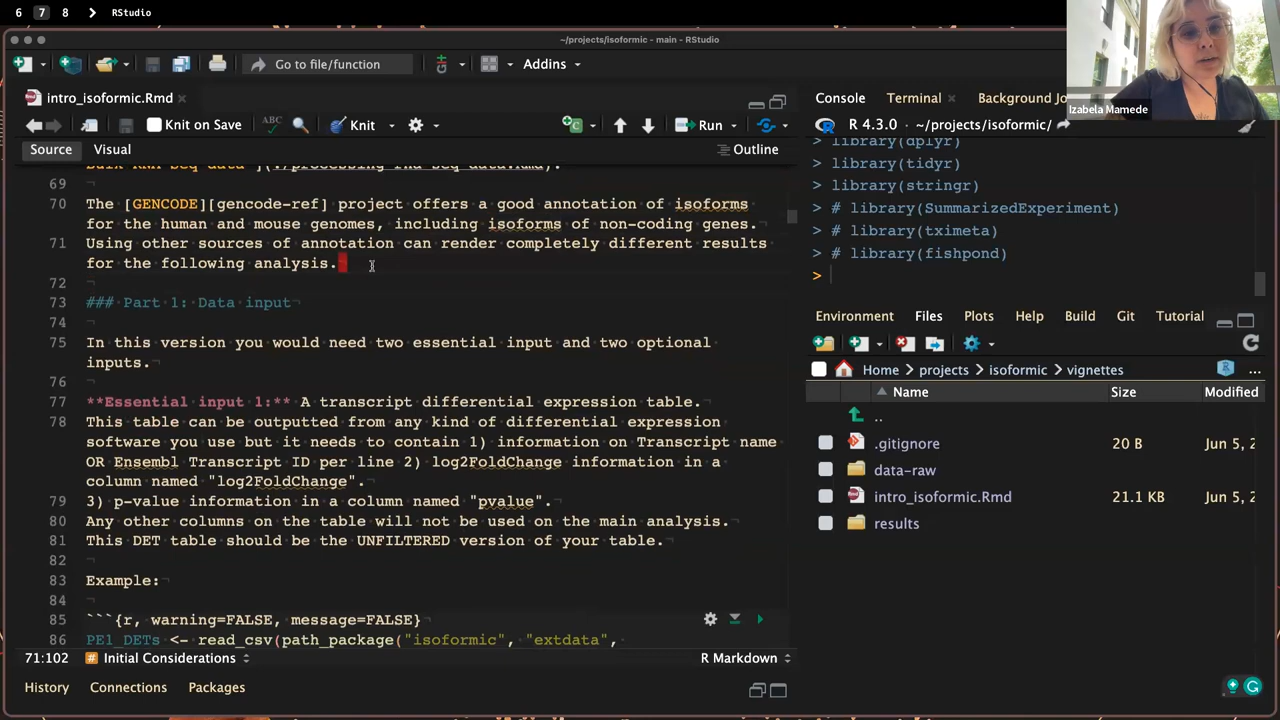 6 7 8 RStudio
~/projects/isoformic - main - RStudio
Go to file/function Addins
intro_isoformic.Rmd
Knit on Save ABC Knit Run
Source Visual Outline
69
70 The [GENCODE][gencode-ref] project offers a good annotation of isoforms
for the human and mouse genomes, including isoforms of non-coding genes.
71 Using other sources of annotation can render completely different results
for the following analysis.
72
73 ### Part 1: Data input
74
75 In this version you would need two essential input and two optional
inputs.
76
77 **Essential input 1:** A transcript differential expression table.
78 This table can be outputted from any kind of differential expression
software you use but it needs to contain 1) information on Transcript name
OR Ensembl Transcript ID per line 2) log2FoldChange information in a
column named "log2FoldChange".
79 3) p-value information in a column named "pvalue".
80 Any other columns on the table will not be used on the main analysis.
81 This DET table should be the UNFILTERED version of your table.
82
83 Example:
84
85 ```{r, warning=FALSE, message=FALSE}
86 PE1_DETs <- read_csv(path_package("isoformic", "extdata",
71:102 # Initial Considerations R Markdown
History Connections Packages
Izabela Mamede
Console Terminal Background Jo
R 4.3.0 · ~/projects/isoformic/
> library(dplyr)
> library(tidyr)
> library(stringr)
> # library(SummarizedExperiment)
> # library(tximeta)
> # library(fishpond)
>
Environment Files Plots Help Build Git Tutorial
Home projects isoformic vignettes ...
Name Size Modified
..
.gitignore 20 B Jun 5, 2
data-raw
intro_isoformic.Rmd 21.1 KB Jun 5, 2
results